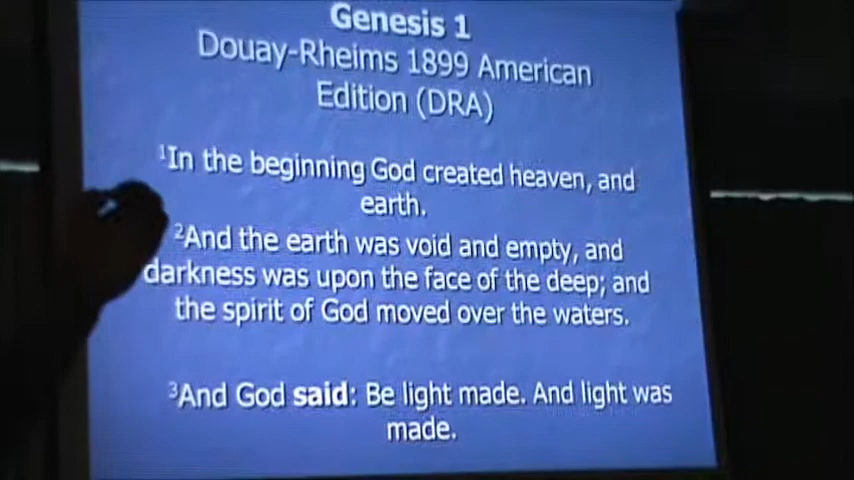 Genesis 1
Douay-Rheims 1899 American
Edition (DRA)
¹In the beginning God created heaven, and
earth.
²And the earth was void and empty, and
darkness was upon the face of the deep; and
the spirit of God moved over the waters.
³And God said: Be light made. And light was
made.